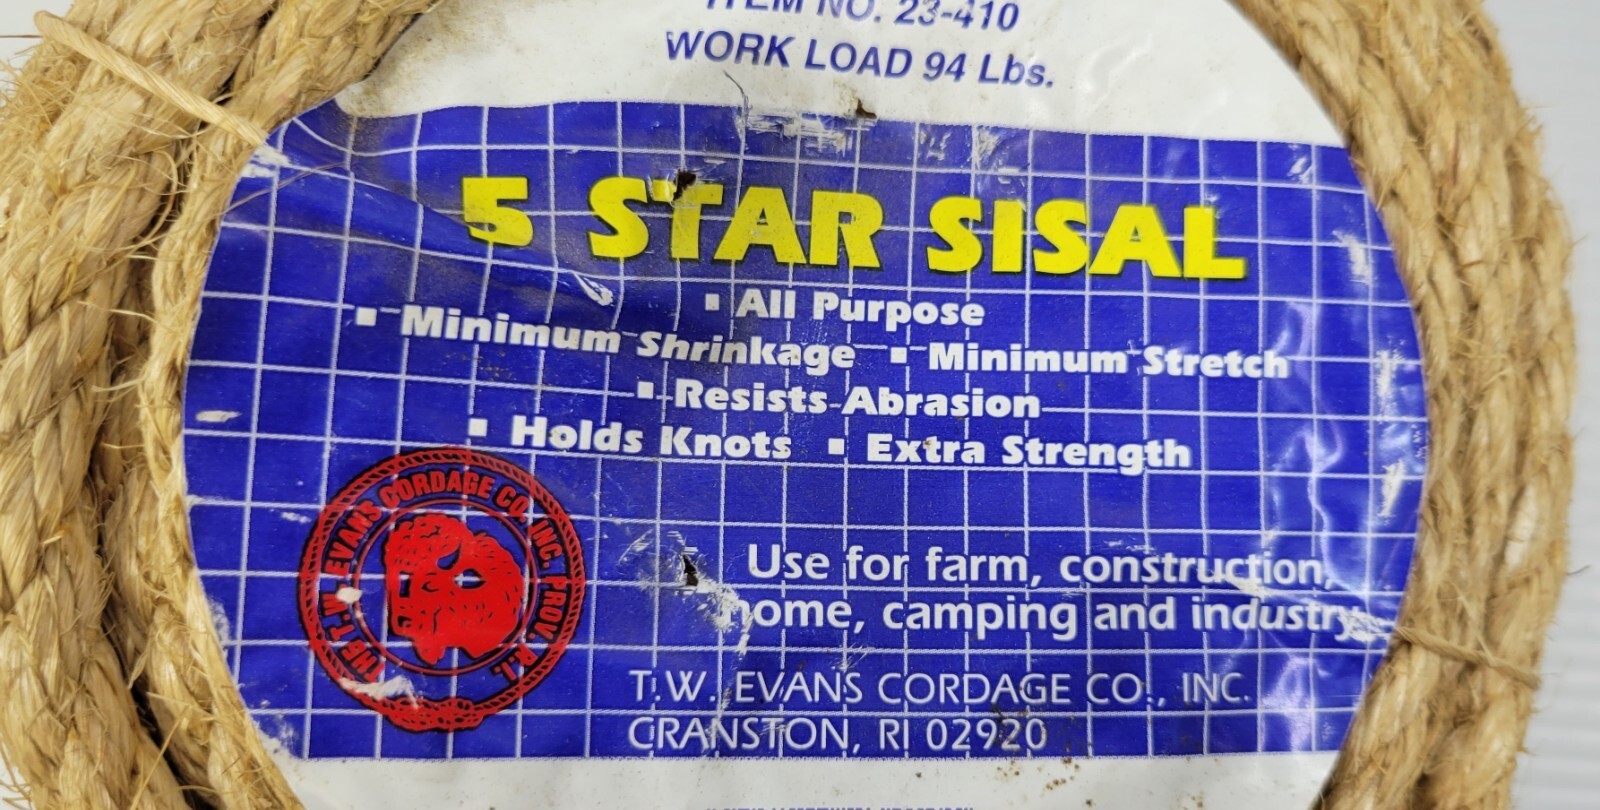 ITEM NO. 23-410
WORK LOAD 94 Lbs.
5 STAR SISAL
▪ All Purpose
▪ Minimum Shrinkage ▪ Minimum Stretch
▪ Resists Abrasion
▪ Holds Knots ▪ Extra Strength
THE T.W. EVANS CORDAGE CO. INC. PROV. R.I.
Use for farm, construction,
home, camping and industry.
T.W. EVANS CORDAGE CO., INC.
CRANSTON, RI 02920